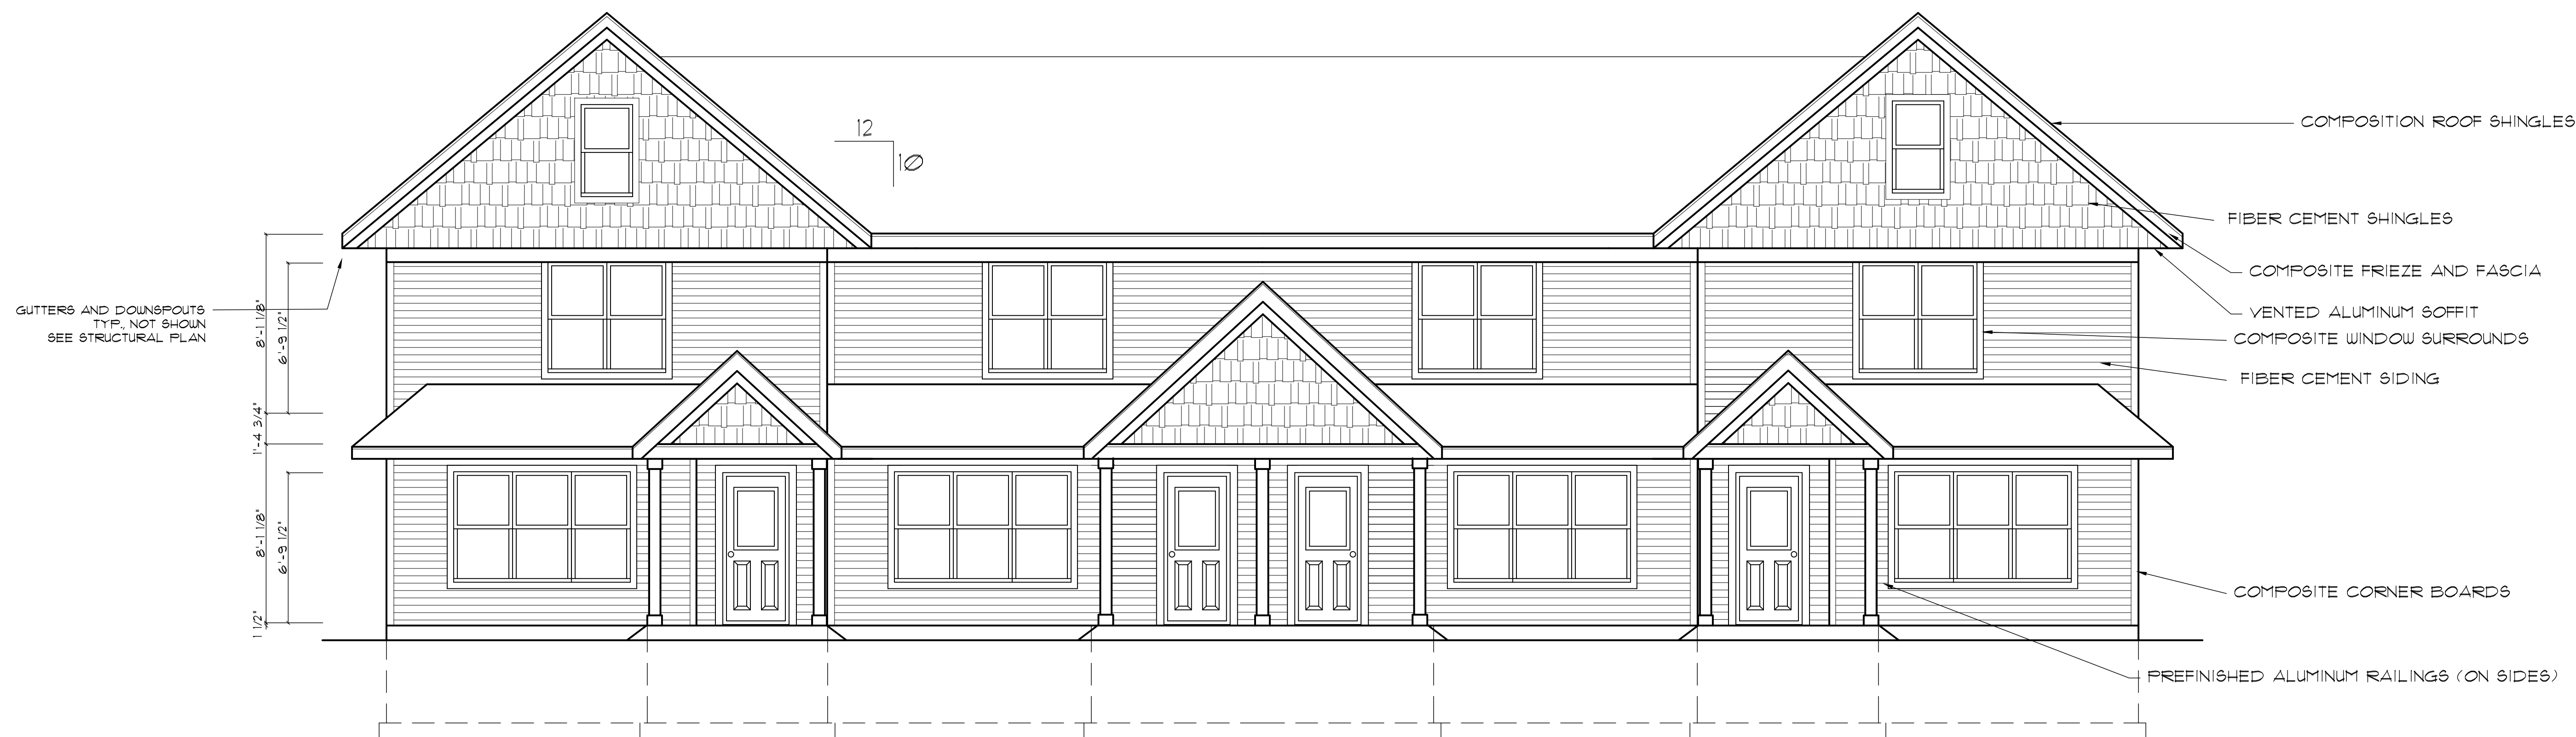 12
10
COMPOSITION ROOF SHINGLES
FIBER CEMENT SHINGLES
COMPOSITE FRIEZE AND FASCIA
VENTED ALUMINUM SOFFIT
COMPOSITE WINDOW SURROUNDS
FIBER CEMENT SIDING
GUTTERS AND DOWNSPOUTS
TYP., NOT SHOWN
SEE STRUCTURAL PLAN
8'-1 1/8"
6'-9 1/2"
1'-4 3/4"
8'-1 1/8"
6'-9 1/2"
1 1/2"
COMPOSITE CORNER BOARDS
PREFINISHED ALUMINUM RAILINGS (ON SIDES)